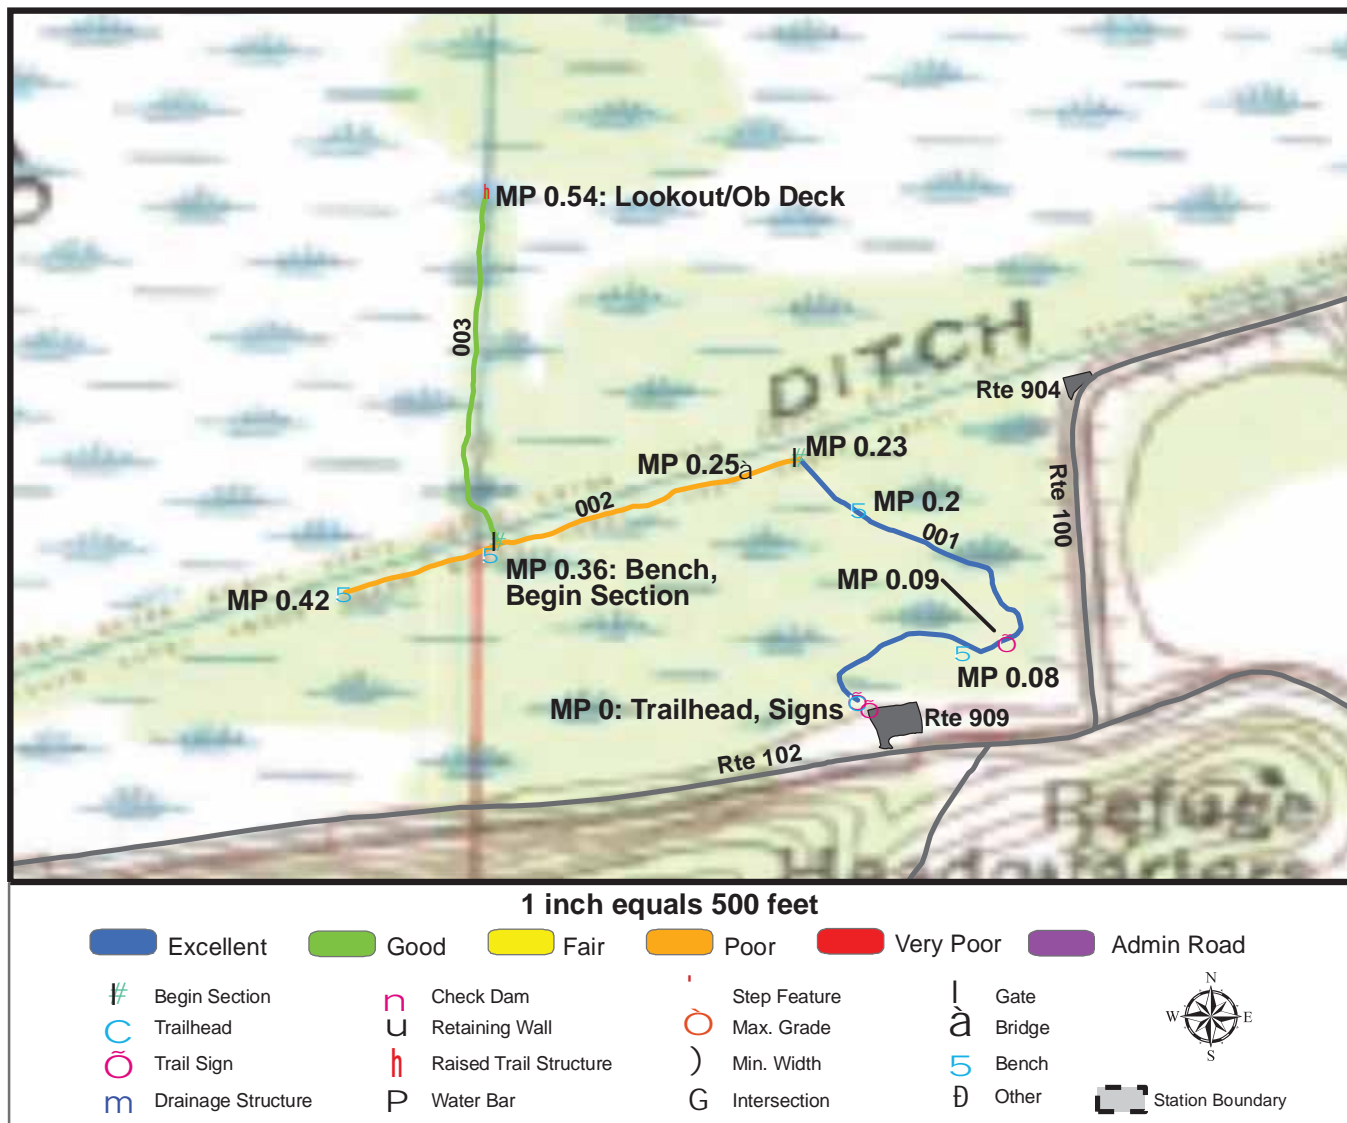 MP 0.54: Lookout/Ob Deck
003
DITCH
Rte 904
MP 0.23
MP 0.25
à
002
MP 0.2
001
Rte 100
MP 0.36: Bench,
Begin Section
MP 0.09
MP 0.42
MP 0.08
MP 0: Trailhead, Signs
Rte 909
Rte 102
Refuge
Headquarters
1 inch equals 500 feet
Excellent
Good
Fair
Poor
Very Poor
Admin Road
# Begin Section
n Check Dam
' Step Feature
l Gate
C Trailhead
u Retaining Wall
Ò Max. Grade
à Bridge
Õ Trail Sign
h Raised Trail Structure
) Min. Width
5 Bench
m Drainage Structure
P Water Bar
G Intersection
Ð Other
Station Boundary
N
W E
S